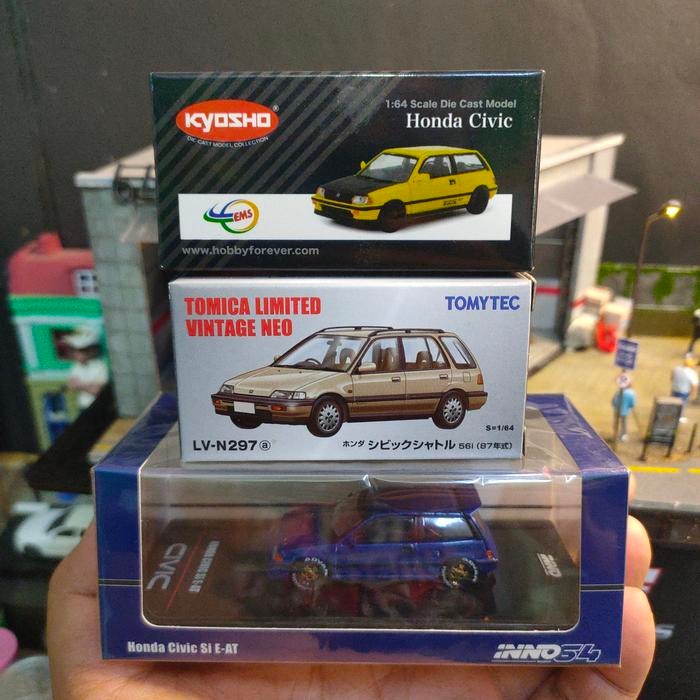 KYOSHO®
DIE-CAST MODEL COLLECTION
1:64 Scale Die Cast Model
Honda Civic
EMS
www.hobbyforever.com
TOMICA LIMITED
VINTAGE NEO
TOMYTEC
S=1/64
LV-N297ⓐ
ホンダ シビックシャトル 56i (87年式)
CIVIC
Honda Civic Si E-AT
INNO64